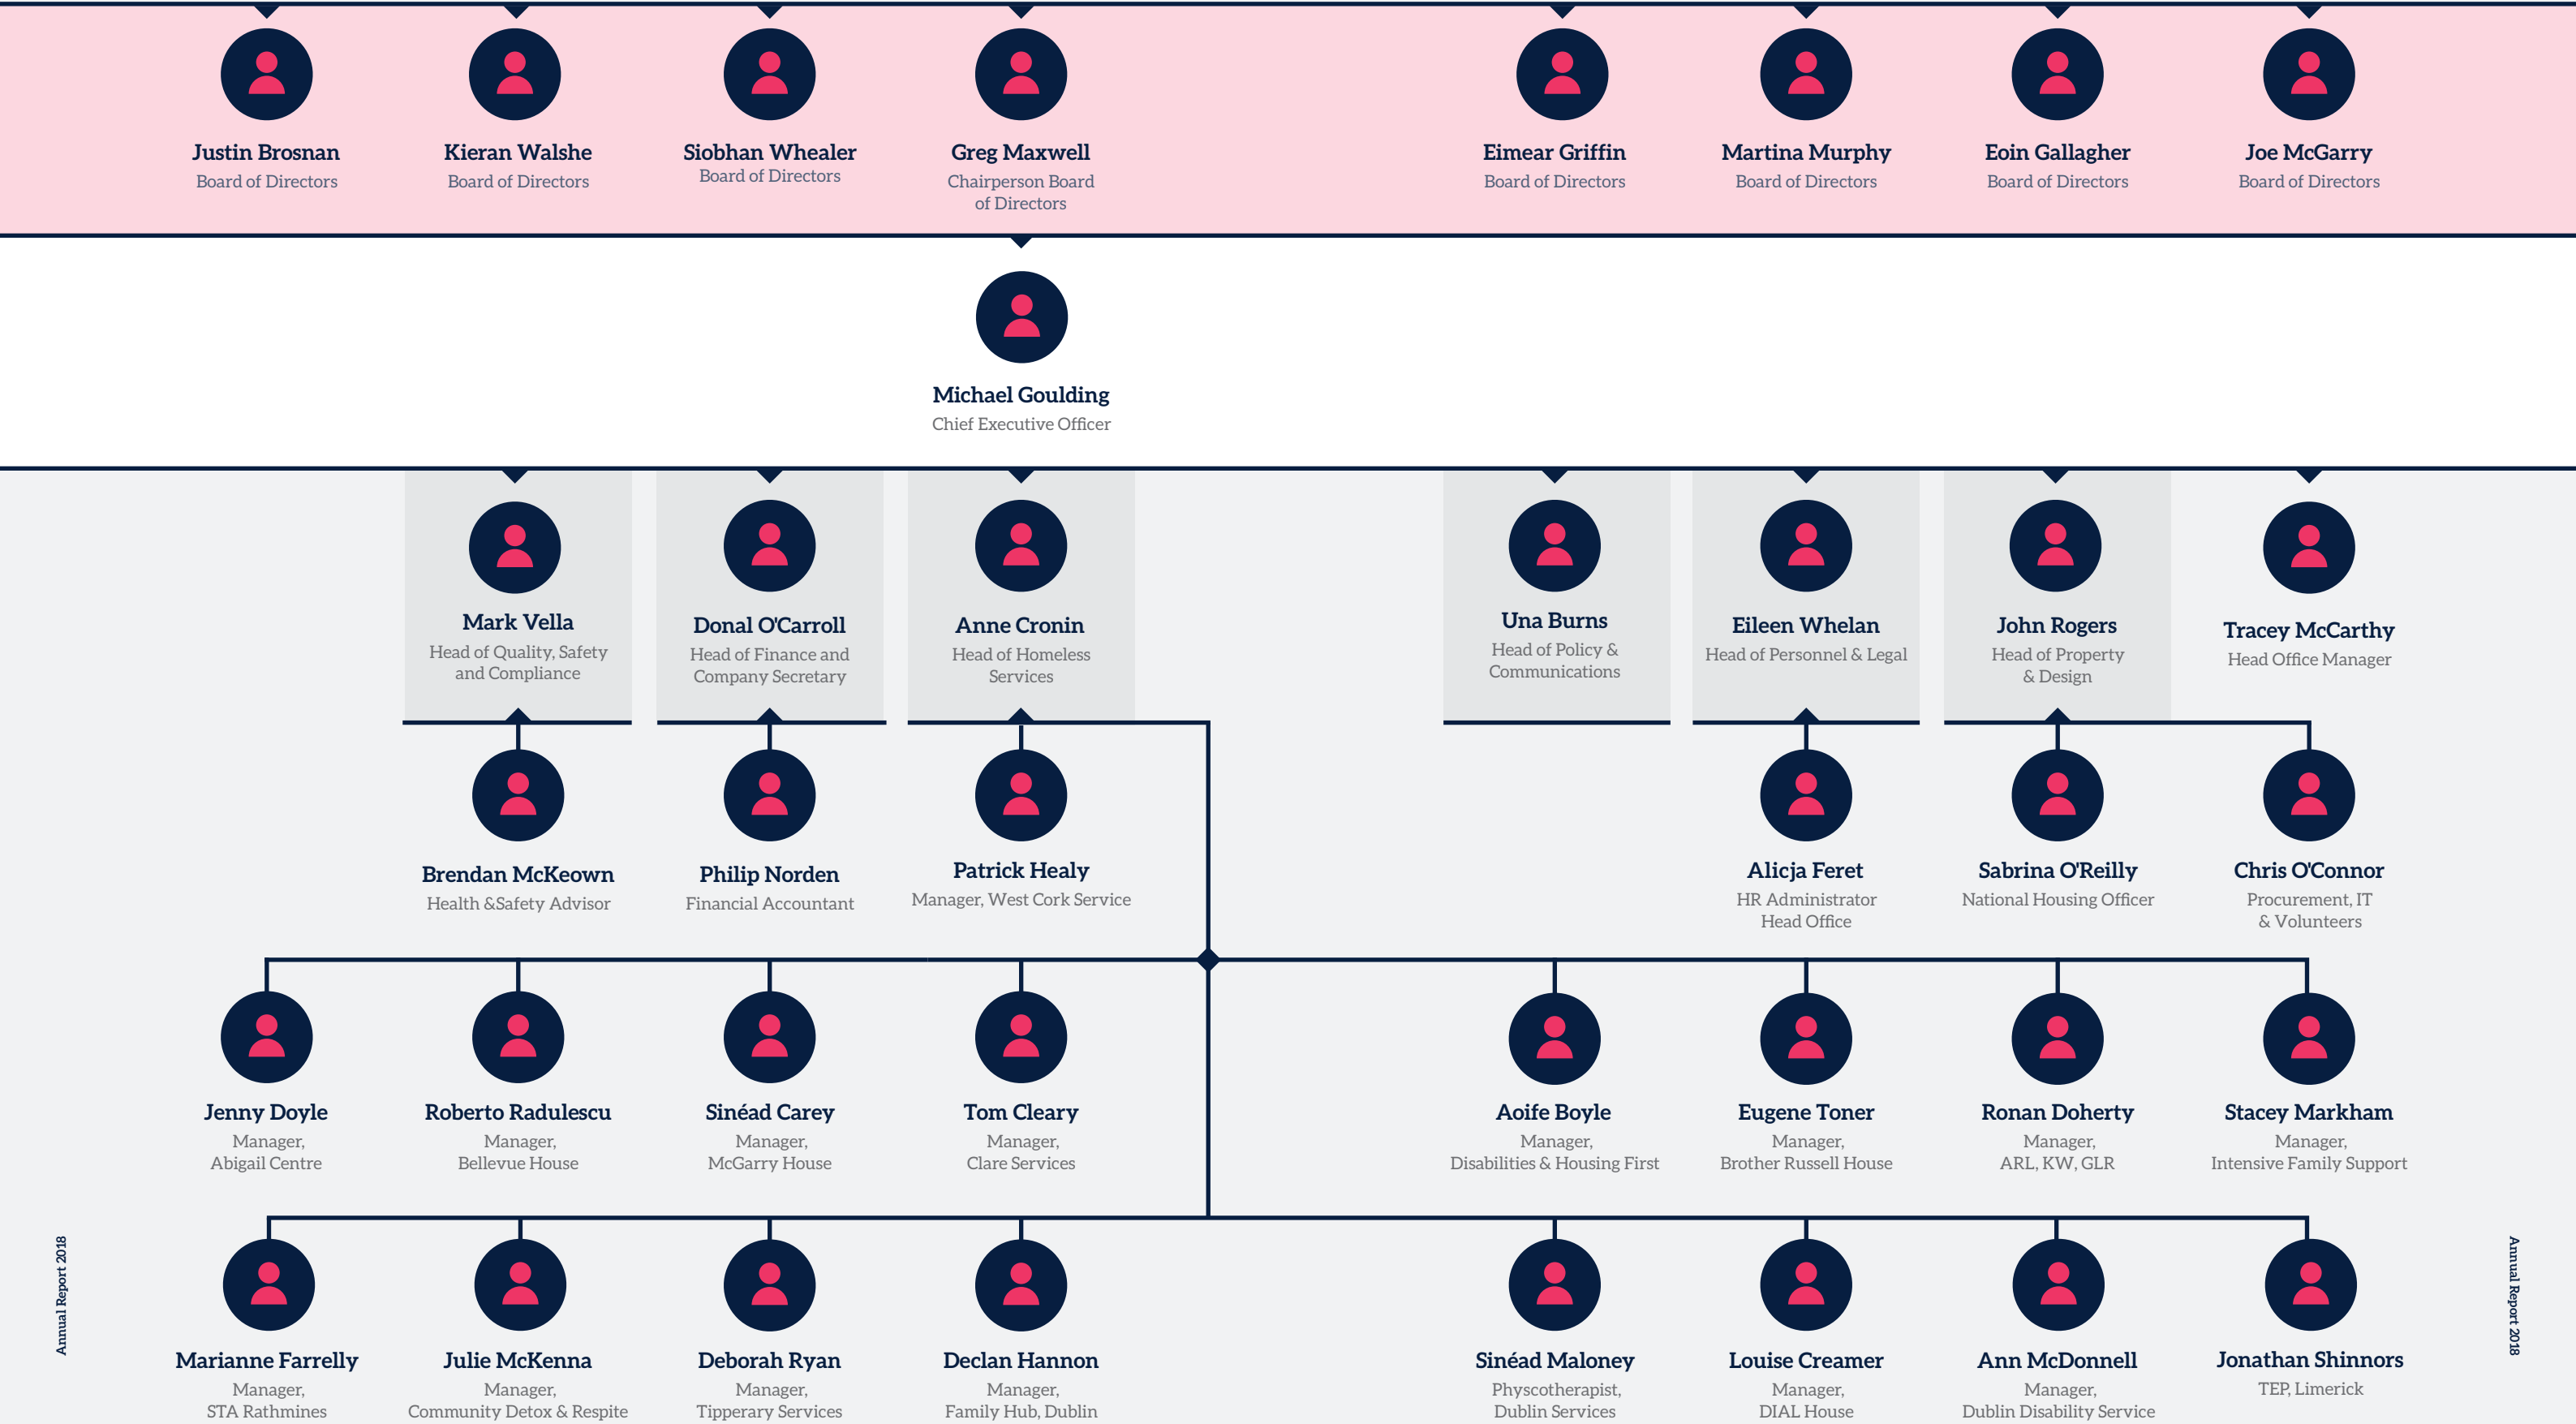 Justin Brosnan
Board of Directors
Kieran Walshe
Board of Directors
Siobhan Whealer
Board of Directors
Greg Maxwell
Chairperson Board
of Directors
Eimear Griffin
Board of Directors
Martina Murphy
Board of Directors
Eoin Gallagher
Board of Directors
Joe McGarry
Board of Directors
Michael Goulding
Chief Executive Officer
Mark Vella
Head of Quality, Safety
and Compliance
Donal O'Carroll
Head of Finance and
Company Secretary
Anne Cronin
Head of Homeless
Services
Una Burns
Head of Policy &
Communications
Eileen Whelan
Head of Personnel & Legal
John Rogers
Head of Property
& Design
Tracey McCarthy
Head Office Manager
Brendan McKeown
Health &Safety Advisor
Philip Norden
Financial Accountant
Patrick Healy
Manager, West Cork Service
Alicja Feret
HR Administrator
Head Office
Sabrina O'Reilly
National Housing Officer
Chris O'Connor
Procurement, IT
& Volunteers
Jenny Doyle
Manager,
Abigail Centre
Roberto Radulescu
Manager,
Bellevue House
Sinéad Carey
Manager,
McGarry House
Tom Cleary
Manager,
Clare Services
Aoife Boyle
Manager,
Disabilities & Housing First
Eugene Toner
Manager,
Brother Russell House
Ronan Doherty
Manager,
ARL, KW, GLR
Stacey Markham
Manager,
Intensive Family Support
Annual Report 2018
Marianne Farrelly
Manager,
STA Rathmines
Julie McKenna
Manager,
Community Detox & Respite
Deborah Ryan
Manager,
Tipperary Services
Declan Hannon
Manager,
Family Hub, Dublin
Sinéad Maloney
Physcotherapist,
Dublin Services
Louise Creamer
Manager,
DIAL House
Ann McDonnell
Manager,
Dublin Disability Service
Jonathan Shinnors
TEP, Limerick
Annual Report 2018